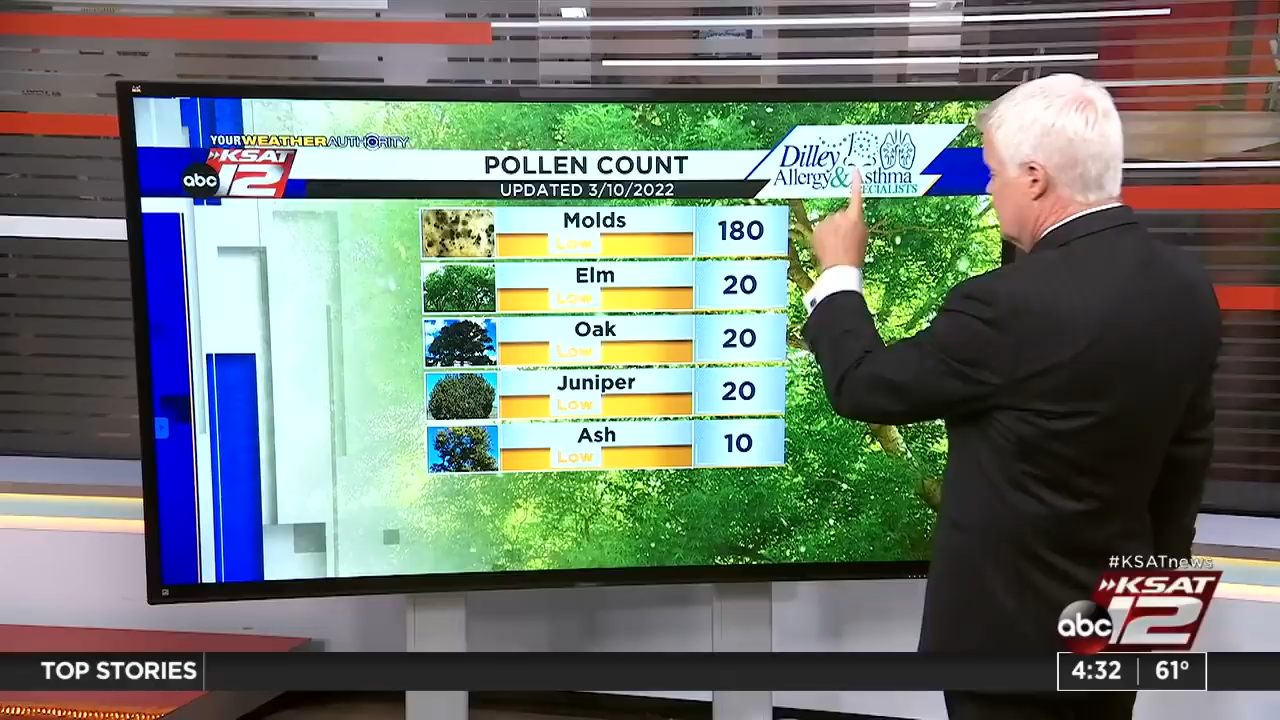 YOUR WEATHER AUTHORITY
abc KSAT 12
POLLEN COUNT
UPDATED 3/10/2022
Dilley
Allergy & Asthma
SPECIALISTS
Molds
Low
180
Elm
Low
20
Oak
Low
20
Juniper
Low
20
Ash
Low
10
#KSATnews
abc KSAT 12
TOP STORIES
4:32
61°